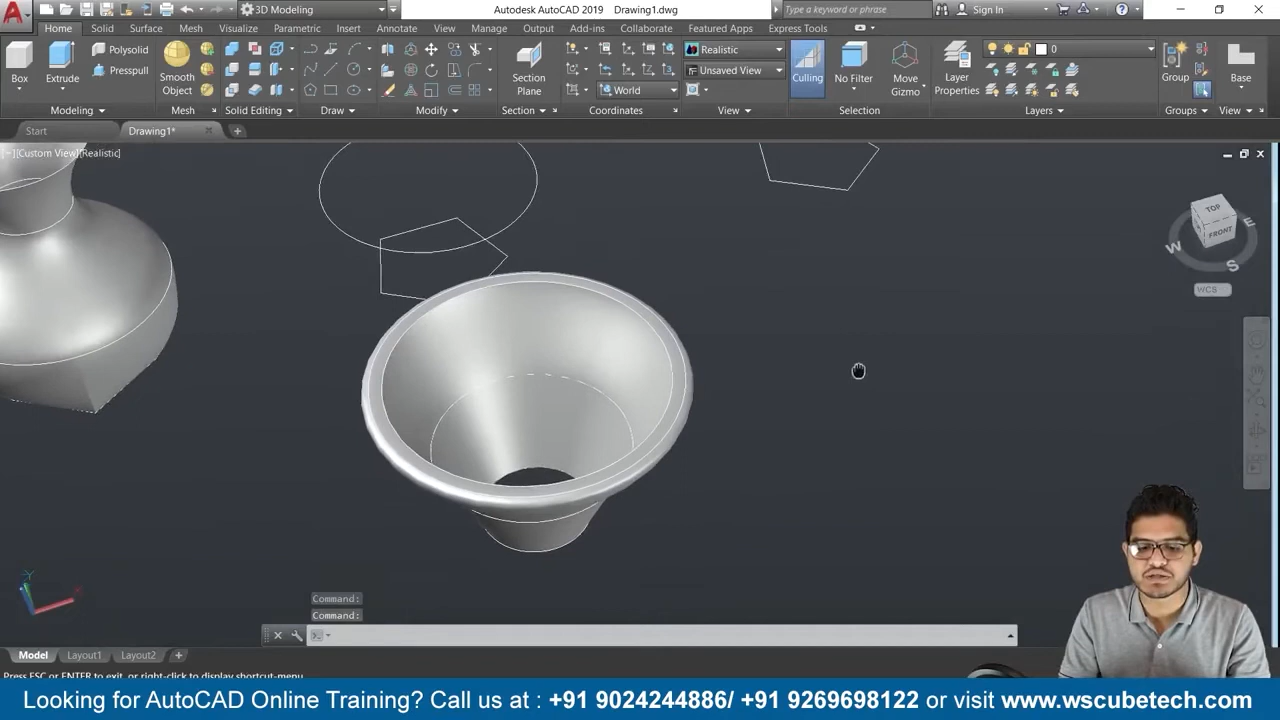 3D Modeling
Autodesk AutoCAD 2019 Drawing1.dwg
Type a keyword or phrase
Sign In
Home Solid Surface Mesh Visualize Parametric Insert Annotate View Manage Output Add-ins Collaborate Featured Apps Express Tools
Box
Extrude
Polysolid
Presspull
Smooth Object
Section Plane
World
Realistic
Unsaved View
Culling
No Filter
Move Gizmo
Layer Properties
0
Group
Base
Modeling Mesh Solid Editing Draw Modify Section Coordinates View Selection Layers Groups View
Start Drawing1*
[−][Custom View][Realistic]
TOP
FRONT
W E S
WCS
Command:
Command:
Model Layout1 Layout2
Press ESC or ENTER to exit, or right-click to display shortcut-menu.
Looking for AutoCAD Online Training? Call us at : +91 9024244886/ +91 9269698122 or visit www.wscubetech.com